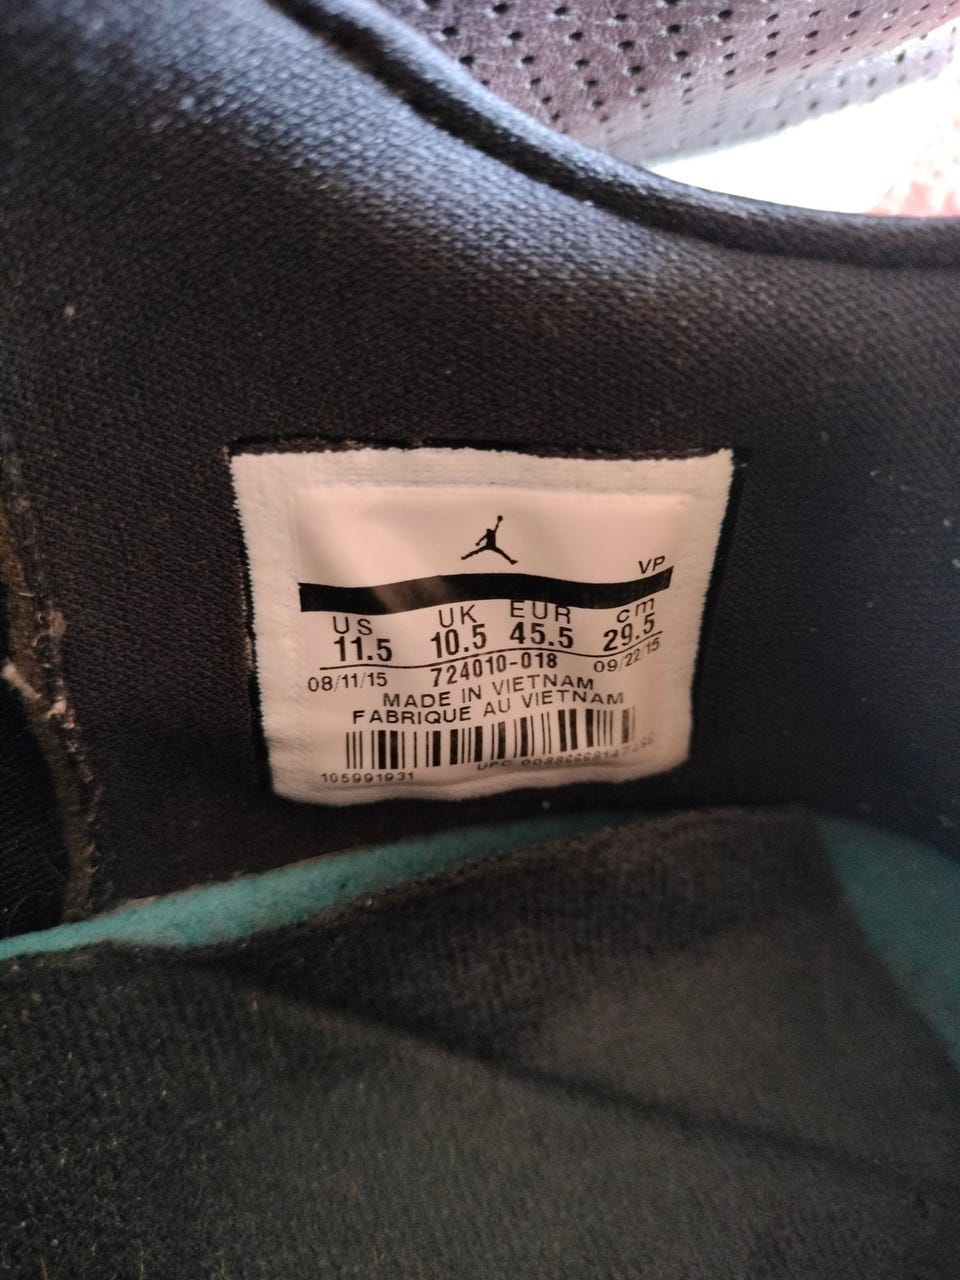 VP
US UK EUR cm
11.5 10.5 45.5 29.5
08/11/15 724010-018 09/22/15
MADE IN VIETNAM
FABRIQUE AU VIETNAM
105991931 UPC